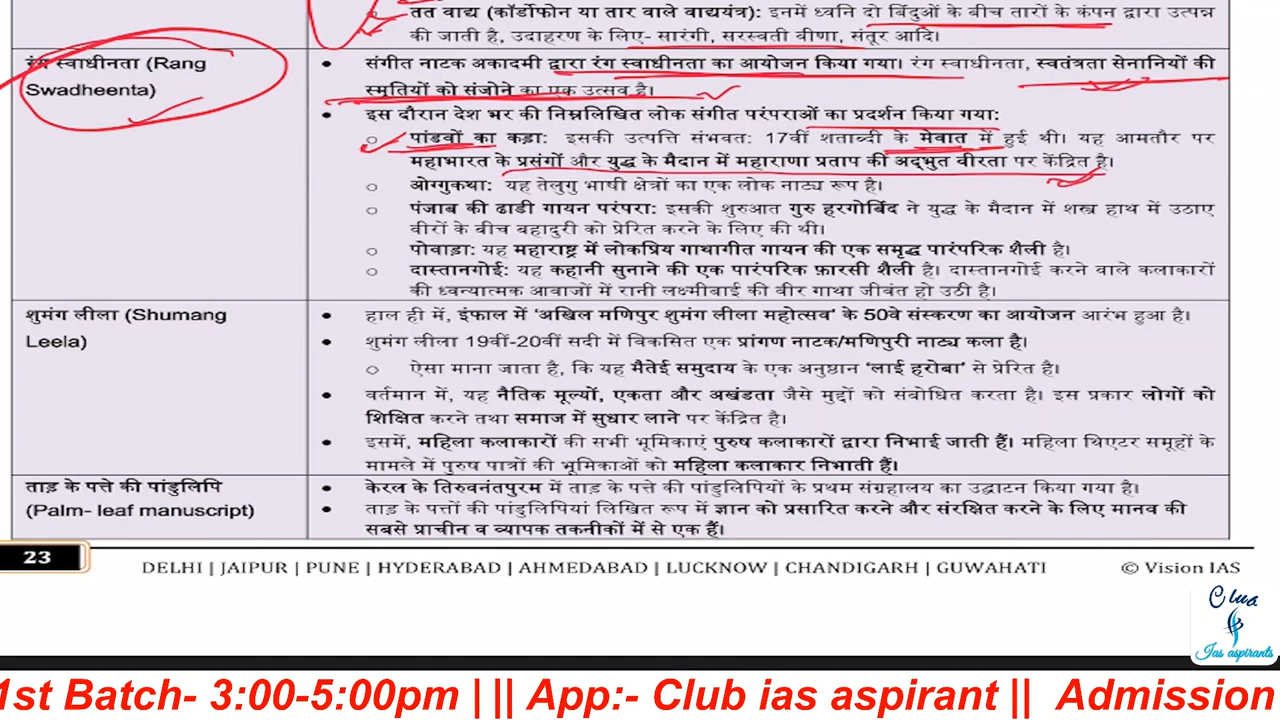 तत वाद्य (कॉर्डोफोन या तार वाले वाद्ययंत्र): इनमें ध्वनि दो बिंदुओं के बीच तारों के कंपन द्वारा उत्पन्न
की जाती है, उदाहरण के लिए- सारंगी, सरस्वती वीणा, संतूर आदि।
रंग स्वाधीनता (Rang
Swadheenta)
• संगीत नाटक अकादमी द्वारा रंग स्वाधीनता का आयोजन किया गया। रंग स्वाधीनता, स्वतंत्रता सेनानियों की
स्मृतियों को संजोने का एक उत्सव है।
• इस दौरान देश भर की निम्नलिखित लोक संगीत परंपराओं का प्रदर्शन किया गया:
o पांडवों का कड़ा: इसकी उत्पत्ति संभवत: 17वीं शताब्दी के मेवात में हुई थी। यह आमतौर पर
महाभारत के प्रसंगों और युद्ध के मैदान में महाराणा प्रताप की अद्भुत वीरता पर केंद्रित है।
o ओग्गुकथा: यह तेलुगु भाषी क्षेत्रों का एक लोक नाट्य रूप है।
o पंजाब की ढाडी गायन परंपरा: इसकी शुरुआत गुरु हरगोबिंद ने युद्ध के मैदान में शस्त्र हाथ में उठाए
वीरों के बीच बहादुरी को प्रेरित करने के लिए की थी।
o पोवाड़ा: यह महाराष्ट्र में लोकप्रिय गाथागीत गायन की एक समृद्ध पारंपरिक शैली है।
o दास्तानगोई: यह कहानी सुनाने की एक पारंपरिक फ़ारसी शैली है। दास्तानगोई करने वाले कलाकारों
की ध्वन्यात्मक आवाजों में रानी लक्ष्मीबाई की वीर गाथा जीवंत हो उठी है।
शुमंग लीला (Shumang
Leela)
• हाल ही में, इंफाल में ‘अखिल मणिपुर शुमंग लीला महोत्सव’ के 50वे संस्करण का आयोजन आरंभ हुआ है।
• शुमंग लीला 19वीं-20वीं सदी में विकसित एक प्रांगण नाटक/मणिपुरी नाट्य कला है।
o ऐसा माना जाता है, कि यह मैतेई समुदाय के एक अनुष्ठान ‘लाई हरोबा’ से प्रेरित है।
• वर्तमान में, यह नैतिक मूल्यों, एकता और अखंडता जैसे मुद्दों को संबोधित करता है। इस प्रकार लोगों को
शिक्षित करने तथा समाज में सुधार लाने पर केंद्रित है।
• इसमें, महिला कलाकारों की सभी भूमिकाएं पुरुष कलाकारों द्वारा निभाई जाती हैं। महिला थिएटर समूहों के
मामले में पुरुष पात्रों की भूमिकाओं को महिला कलाकार निभाती हैं।
ताड़ के पत्ते की पांडुलिपि
(Palm- leaf manuscript)
• केरल के तिरुवनंतपुरम में ताड़ के पत्ते की पांडुलिपियों के प्रथम संग्रहालय का उद्घाटन किया गया है।
• ताड़ के पत्तों की पांडुलिपियां लिखित रूप में ज्ञान को प्रसारित करने और संरक्षित करने के लिए मानव की
सबसे प्राचीन व व्यापक तकनीकों में से एक हैं।
23
DELHI | JAIPUR | PUNE | HYDERABAD | AHMEDABAD | LUCKNOW | CHANDIGARH | GUWAHATI
© Vision IAS
Club
Ias aspirants
1st Batch- 3:00-5:00pm | || App:- Club ias aspirant || Admission